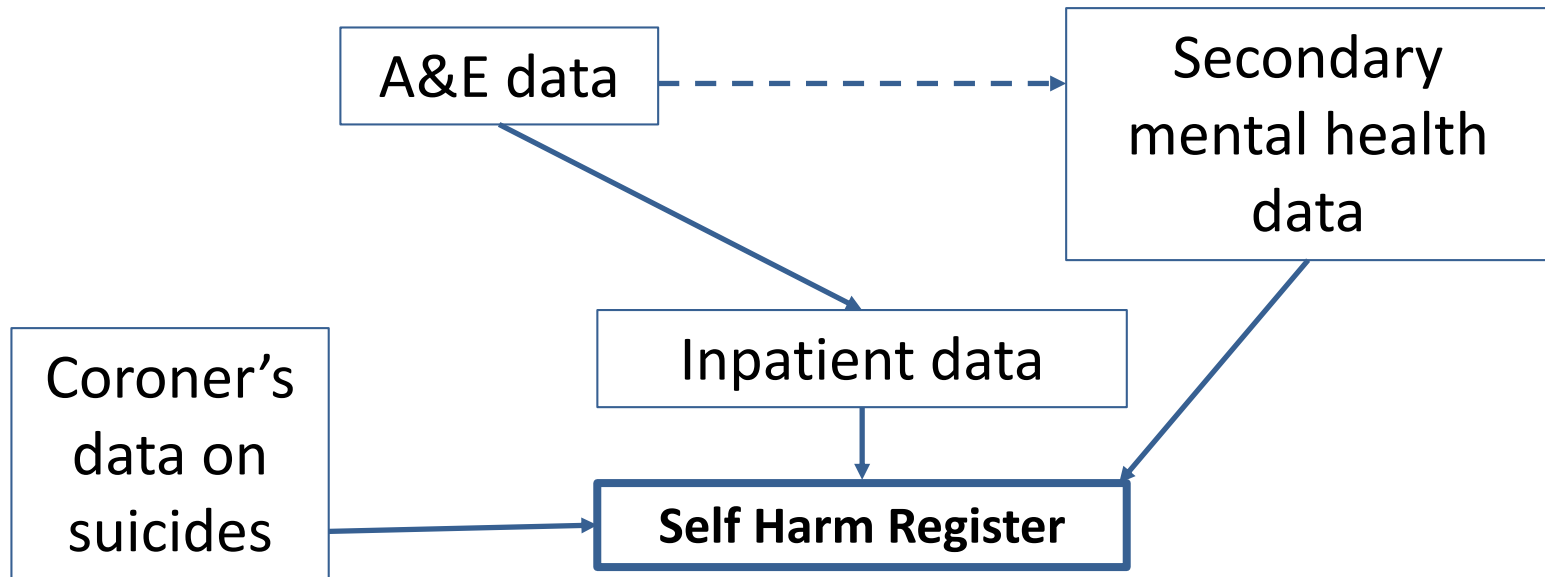 A&E data
Secondary
mental health
data
Inpatient data
Coroner’s
data on
suicides
Self Harm Register